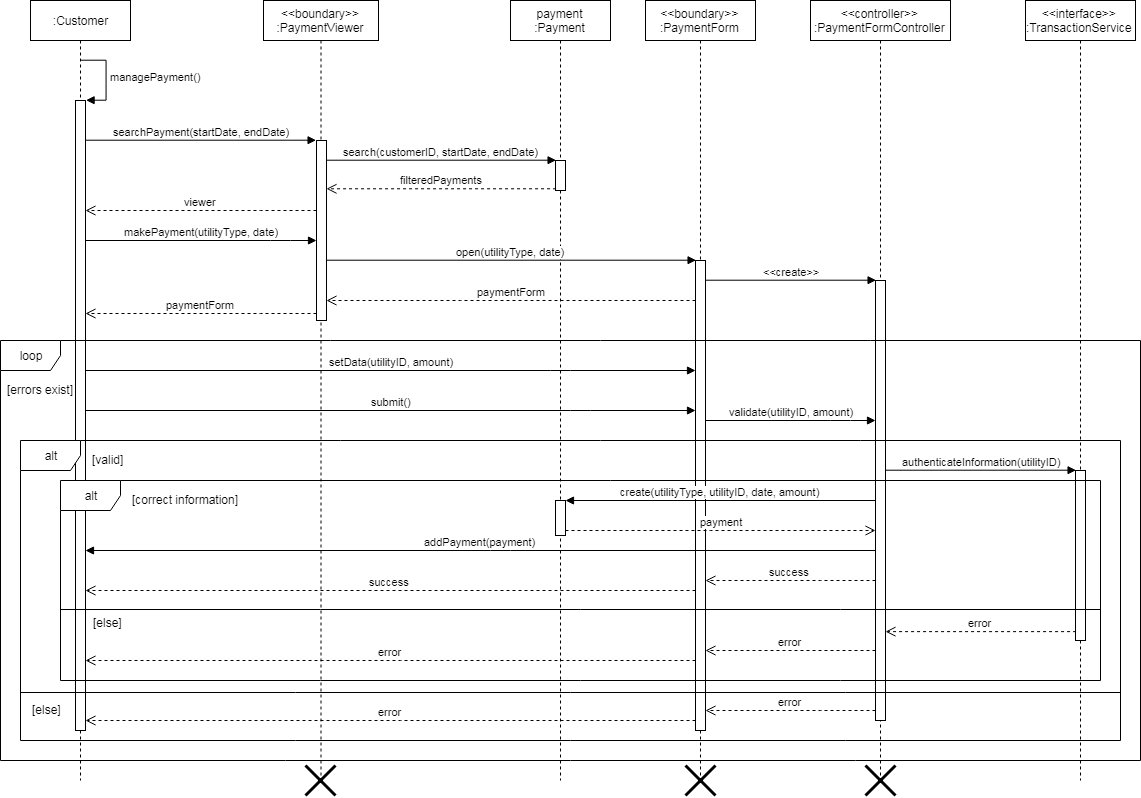 :Customer
<<boundary>>
:PaymentViewer
payment
:Payment
<<boundary>>
:PaymentForm
<<controller>>
:PaymentFormController
<<interface>>
:TransactionService
managePayment()
searchPayment(startDate, endDate)
search(customerID, startDate, endDate)
filteredPayments
viewer
makePayment(utilityType, date)
open(utilityType, date)
<<create>>
paymentForm
paymentForm
loop
[errors exist]
setData(utilityID, amount)
submit()
validate(utilityID, amount)
alt
[valid]
authenticateInformation(utilityID)
alt
[correct information]
create(utilityType, utilityID, date, amount)
payment
addPayment(payment)
success
success
[else]
error
error
error
[else]
error
error